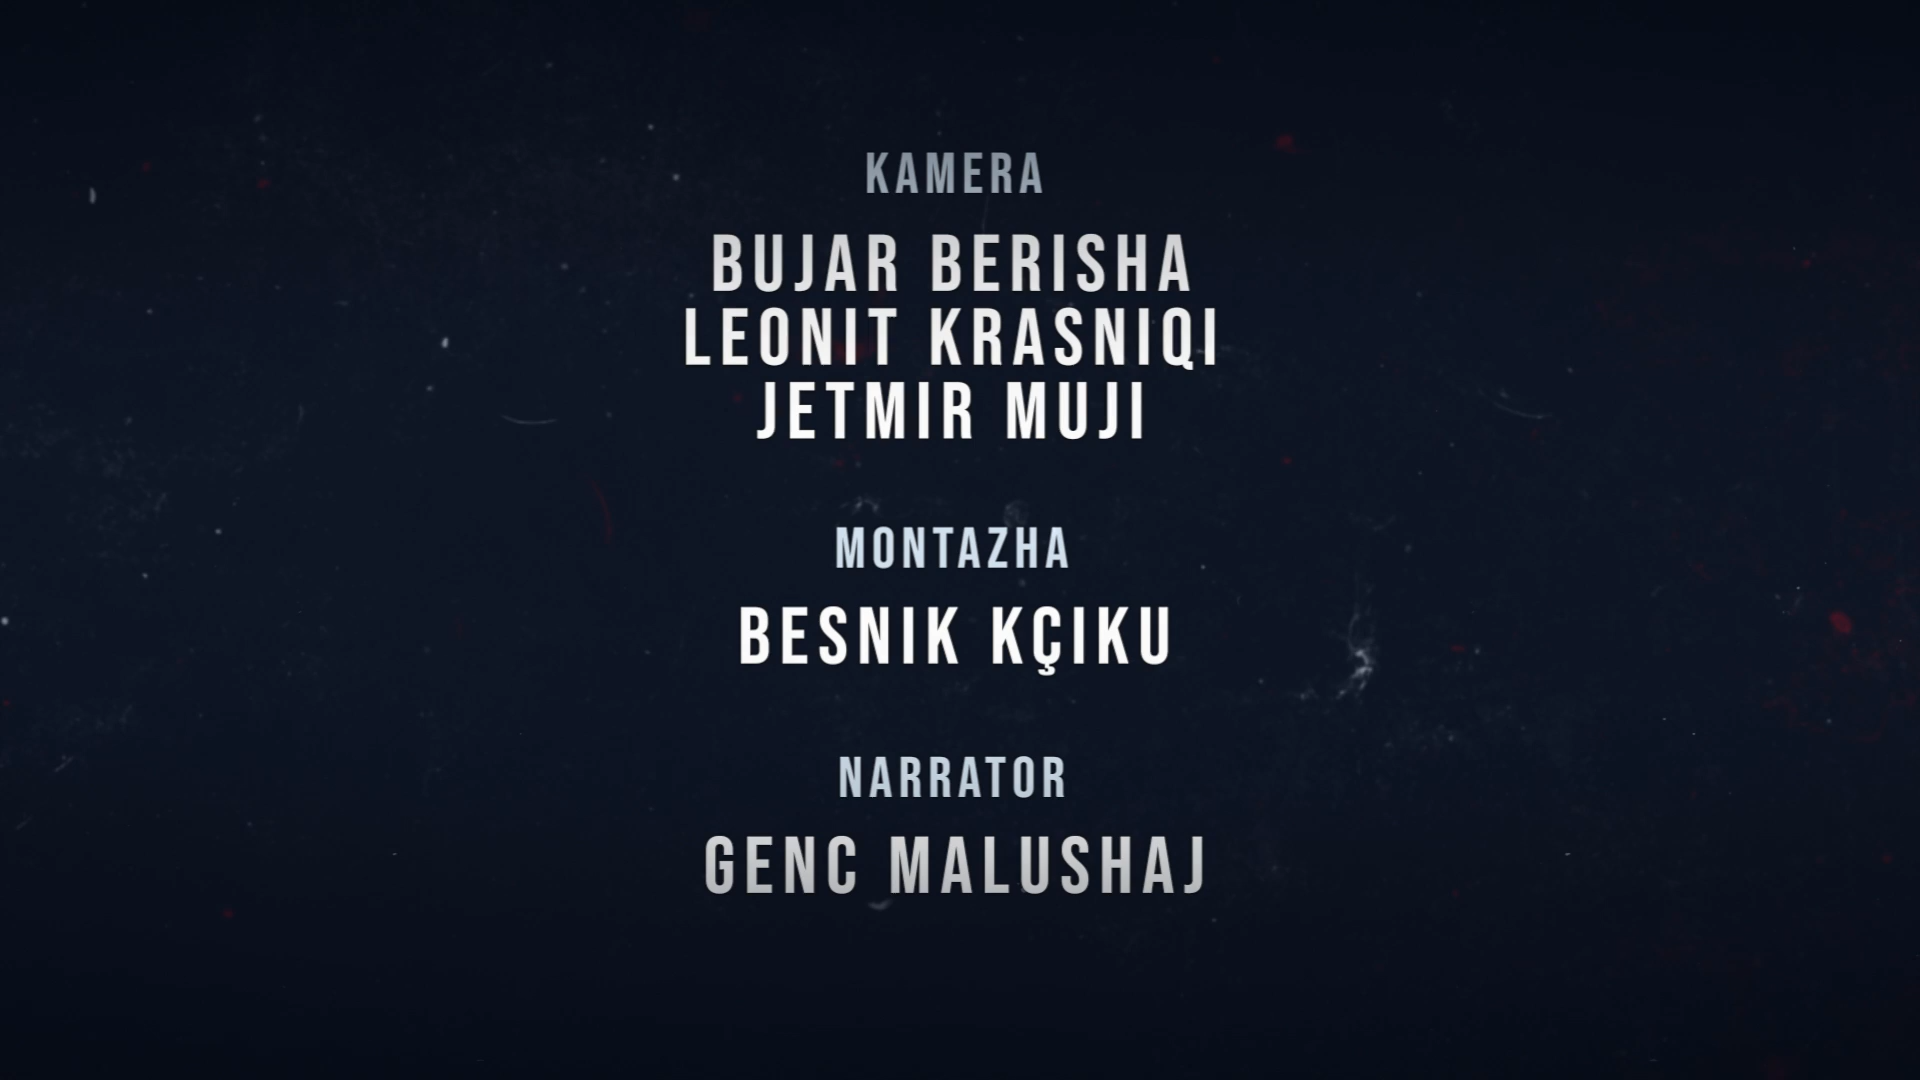 KAMERA
BUJAR BERISHA
LEONIT KRASNIQI
JETMIR MUJI
MONTAZHA
BESNIK KÇIKU
NARRATOR
GENC MALUSHAJ